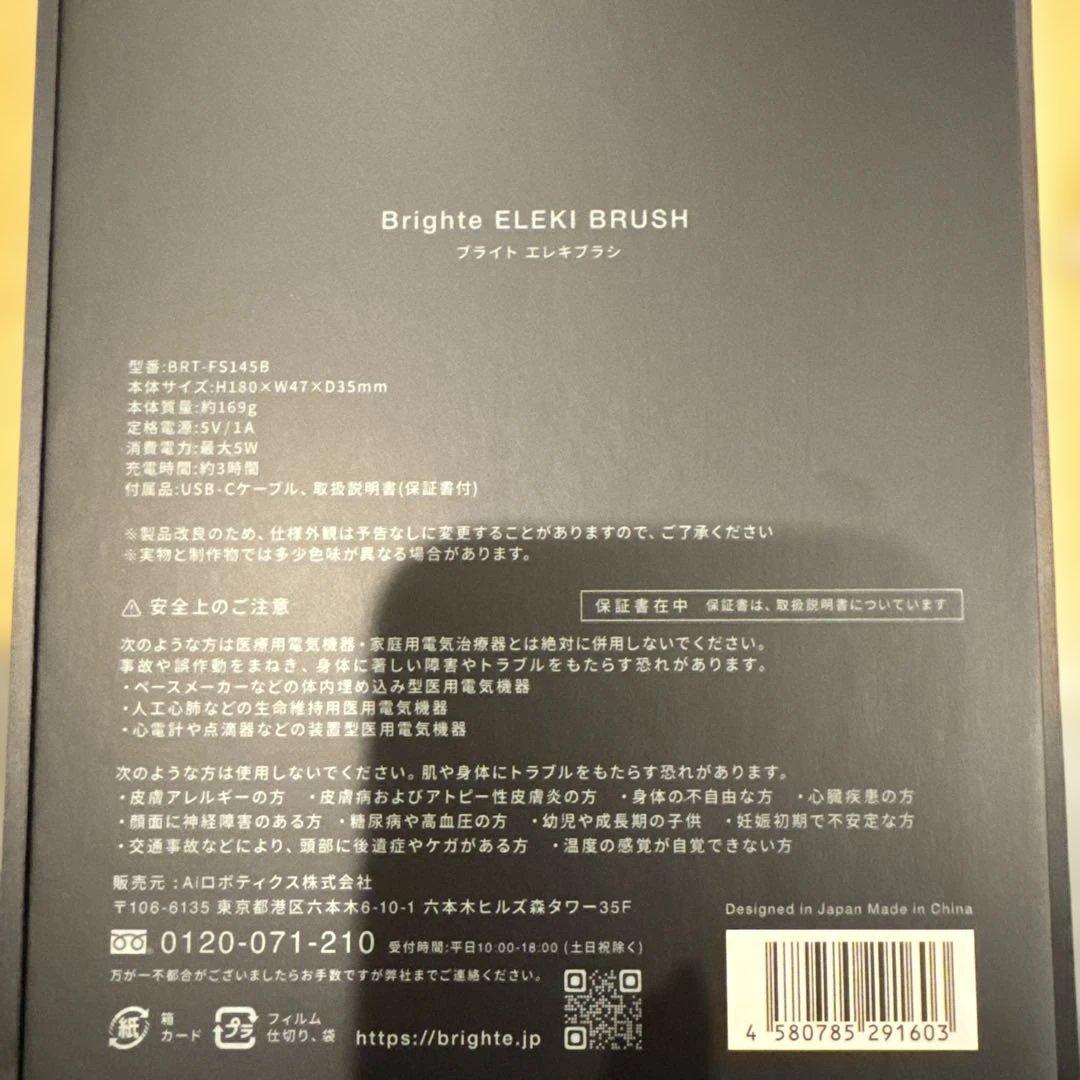 Brighte ELEKI BRUSH
ブライト エレキブラシ
型番:BRT-FS145B
本体サイズ:H180×W47×D35mm
本体質量:約169g
定格電源:5V/1A
消費電力:最大5W
充電時間:約3時間
付属品:USB-Cケーブル、取扱説明書(保証書付)
※製品改良のため、仕様外観は予告なしに変更することがありますので、ご了承ください
※実物と制作物では多少色味が異なる場合があります。
⚠ 安全上のご注意
保証書在中 保証書は、取扱説明書についています
次のような方は医療用電気機器・家庭用電気治療器とは絶対に併用しないでください。
事故や誤作動をまねき、身体に著しい障害やトラブルをもたらす恐れがあります。
・ペースメーカーなどの体内埋め込み型医用電気機器
・人工心肺などの生命維持用医用電気機器
・心電計や点滴器などの装置型医用電気機器
次のような方は使用しないでください。肌や身体にトラブルをもたらす恐れがあります。
・皮膚アレルギーの方 ・皮膚病およびアトピー性皮膚炎の方 ・身体の不自由な方 ・心臓疾患の方
・顔面に神経障害のある方 ・糖尿病や高血圧の方 ・幼児や成長期の子供 ・妊娠初期で不安定な方
・交通事故などにより、頭部に後遺症やケガがある方 ・温度の感覚が自覚できない方
販売元:Aiロボティクス株式会社
〒106-6135 東京都港区六本木6-10-1 六本木ヒルズ森タワー35F
0120-071-210 受付時間:平日10:00-18:00 (土日祝除く)
万が一不都合がございましたらお手数ですが弊社までご連絡ください。
紙 箱 カード プラ フィルム 仕切り、袋
https://brighte.jp
Designed in Japan Made in China
4 580785 291603